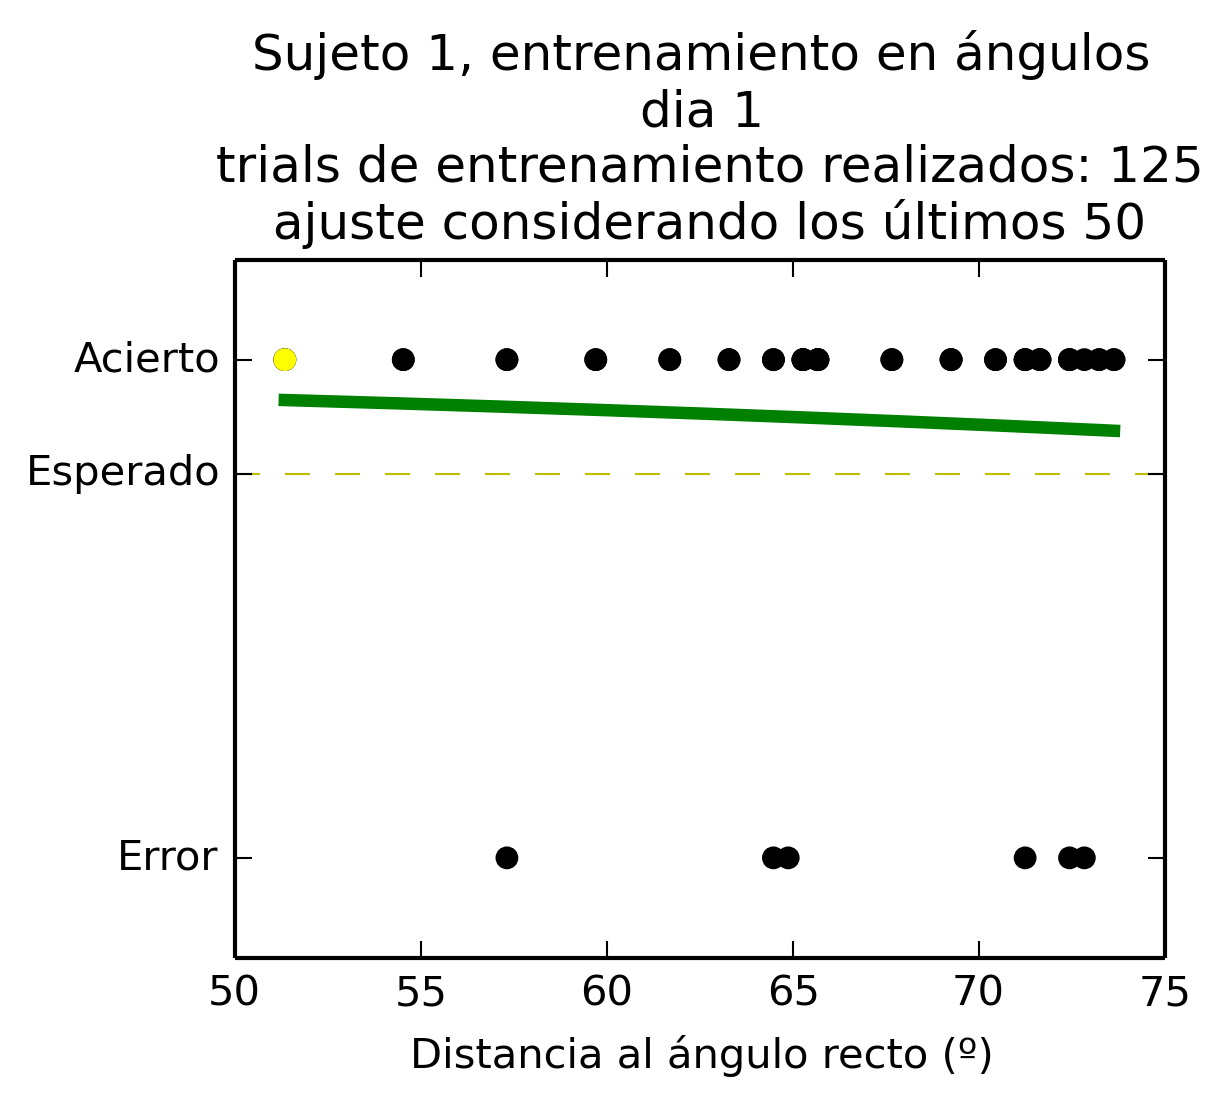 Sujeto 1, entrenamiento en ángulos
dia 1
trials de entrenamiento realizados: 125
ajuste considerando los últimos 50
Acierto
Esperado
Error
50 55 60 65 70 75
Distancia al ángulo recto (º)